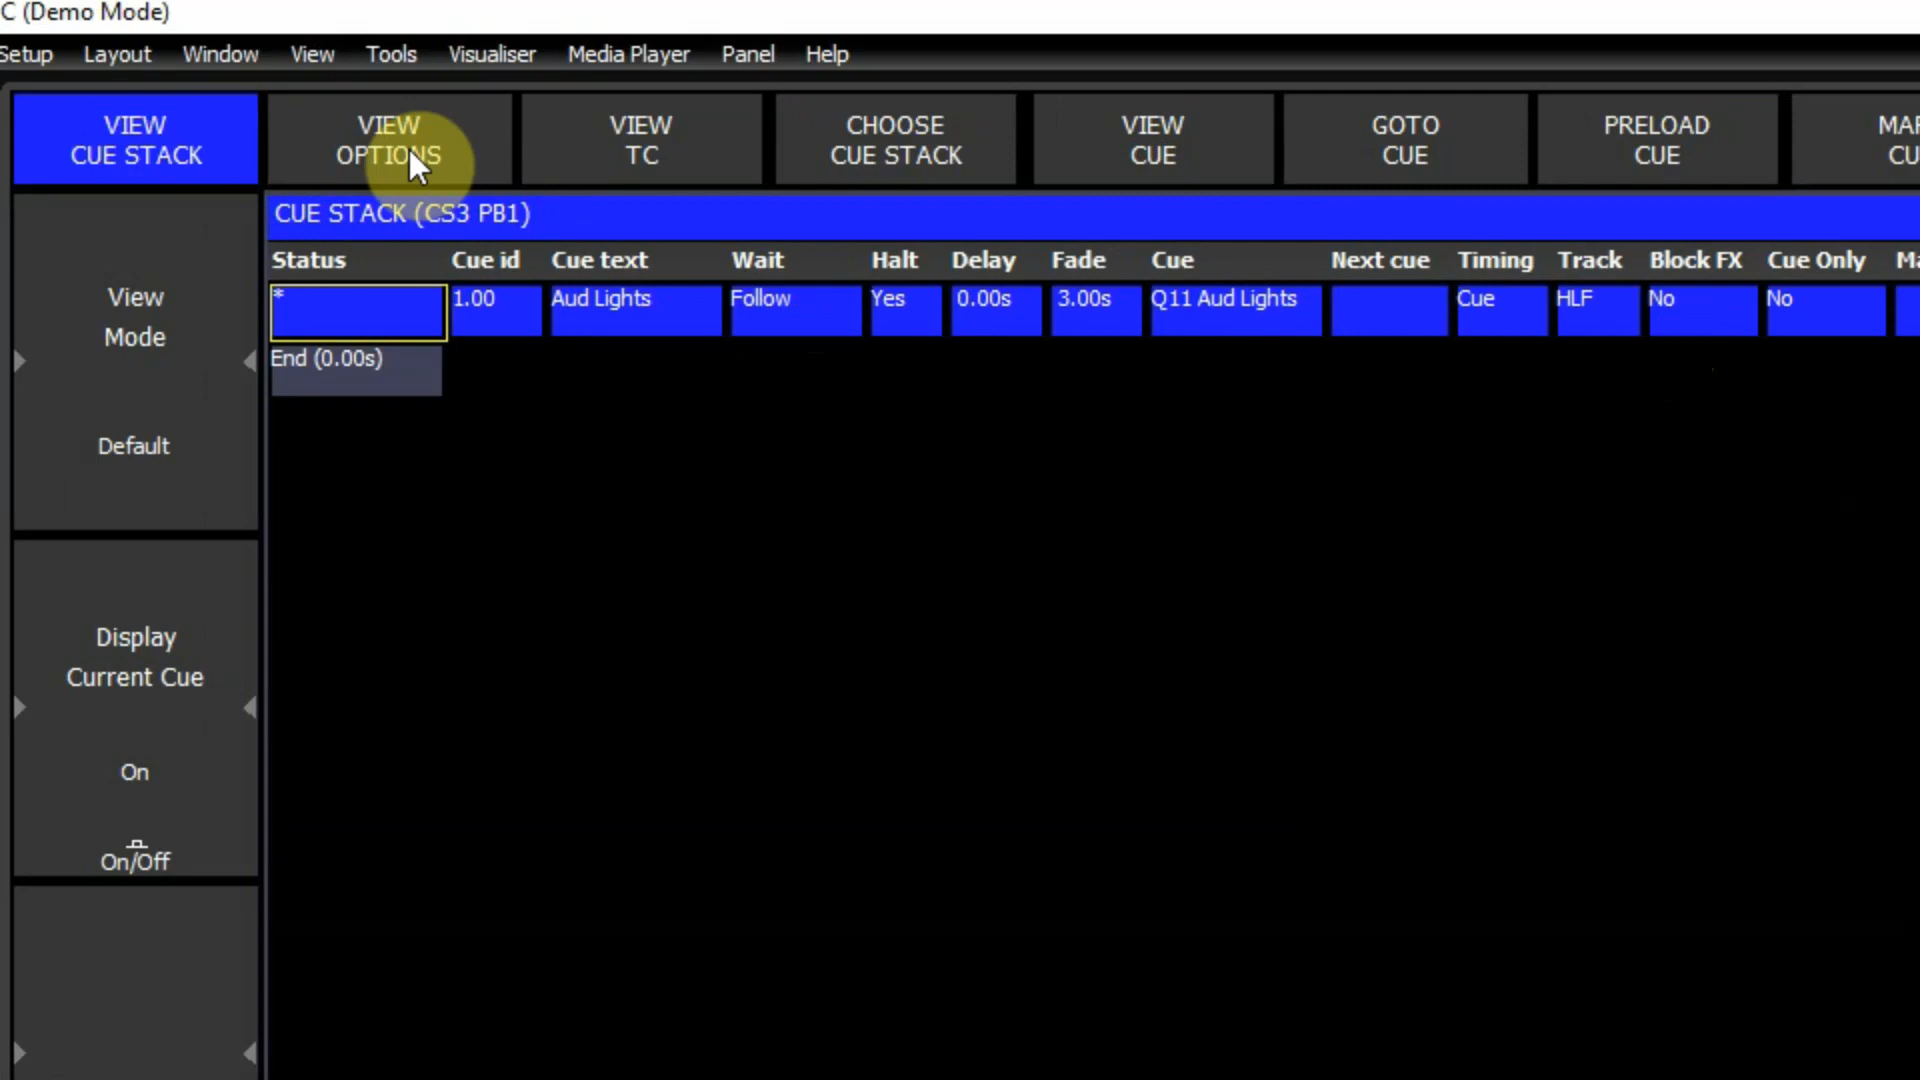 C (Demo Mode)
Setup Layout Window View Tools Visualiser Media Player Panel Help
VIEW
CUE STACK
VIEW
OPTIONS
VIEW
TC
CHOOSE
CUE STACK
VIEW
CUE
GOTO
CUE
PRELOAD
CUE
CUE STACK (CS3 PB1)
Status Cue id Cue text Wait Halt Delay Fade Cue Next cue Timing Track Block FX Cue Only
* 1.00 Aud Lights Follow Yes 0.00s 3.00s Q11 Aud Lights Cue HLF No No
End (0.00s)
View
Mode
Default
Display
Current Cue
On
On/Off